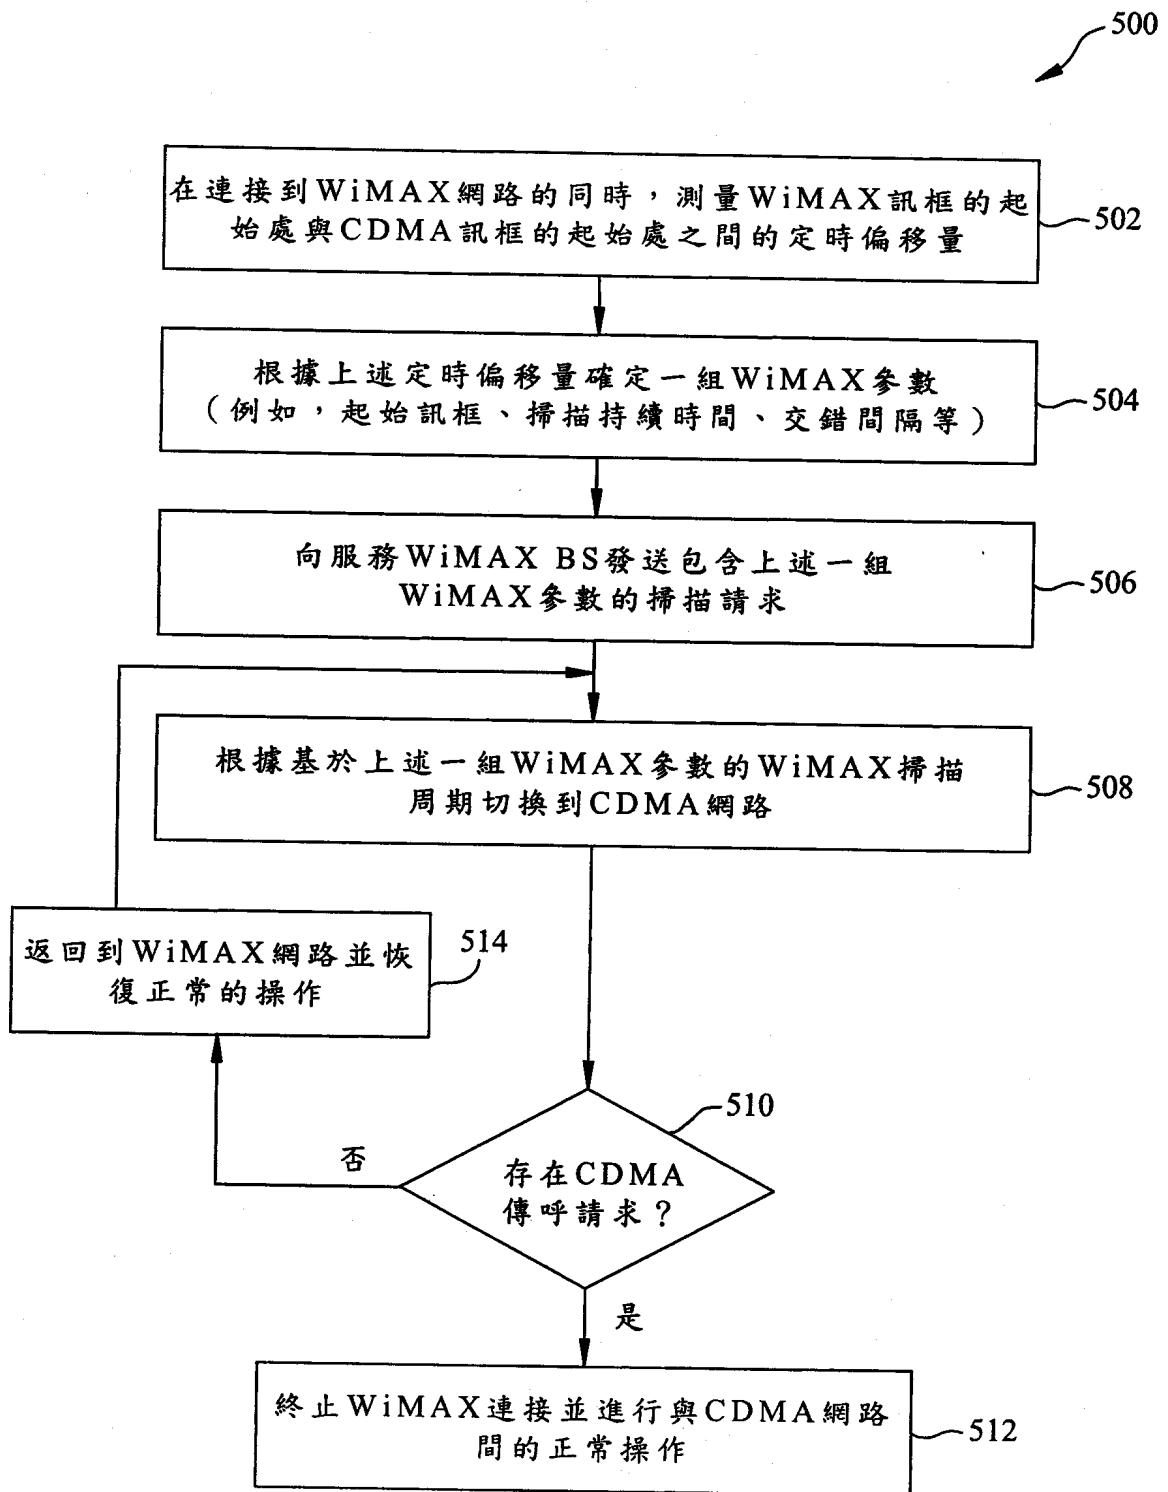 500
在連接到WiMAX網路的同時，測量WiMAX訊框的起
始處與CDMA訊框的起始處之間的定時偏移量
502
根據上述定時偏移量確定一組WiMAX參數
（例如，起始訊框、掃描持續時間、交錯間隔等）
504
向服務WiMAX BS發送包含上述一組
WiMAX參數的掃描請求
506
根據基於上述一組WiMAX參數的WiMAX掃描
周期切換到CDMA網路
508
返回到WiMAX網路並恢
復正常的操作
514
510
存在CDMA
傳呼請求？
否
是
終止WiMAX連接並進行與CDMA網路
間的正常操作
512